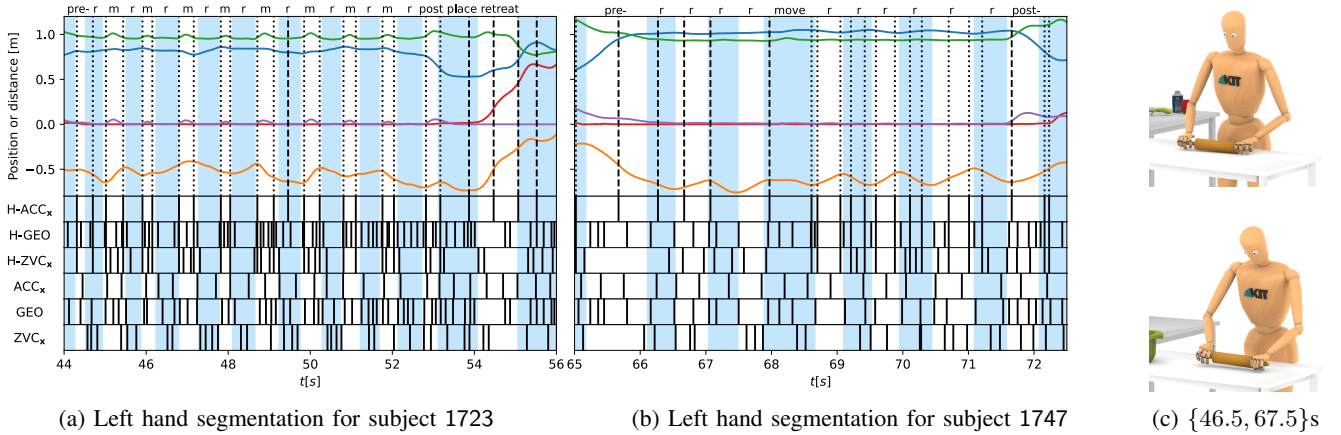 pre- r m r m r m r m r m r m r m r m r post place retreat
pre- r r r r move r r r r r post-
Position or distance [m]
1.0
0.5
0.0
−0.5
H-ACCx
H-GEO
H-ZVCx
ACCx
GEO
ZVCx
44 46 48 50 52 54 56
t[s]
65 66 67 68 69 70 71 72
t[s]
KIT
KIT
(a) Left hand segmentation for subject 1723
(b) Left hand segmentation for subject 1747
(c) {46.5, 67.5}s